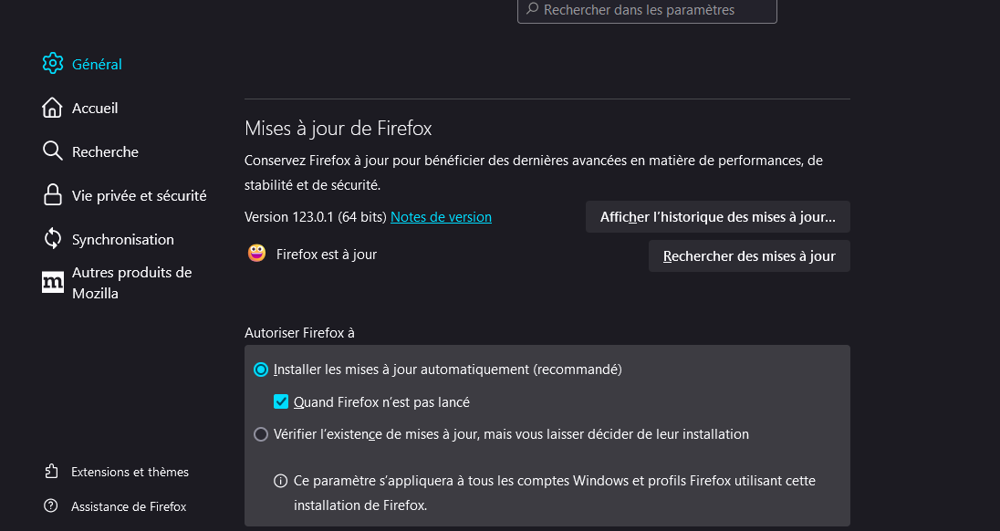 Rechercher dans les paramètres
Général
Accueil
Recherche
Vie privée et sécurité
Synchronisation
m
Autres produits de
Mozilla
Extensions et thèmes
Assistance de Firefox
Mises à jour de Firefox
Conservez Firefox à jour pour bénéficier des dernières avancées en matière de performances, de
stabilité et de sécurité.
Version 123.0.1 (64 bits) Notes de version
Afficher l’historique des mises à jour...
Firefox est à jour
Rechercher des mises à jour
Autoriser Firefox à
Installer les mises à jour automatiquement (recommandé)
Quand Firefox n’est pas lancé
Vérifier l’existence de mises à jour, mais vous laisser décider de leur installation
Ce paramètre s’appliquera à tous les comptes Windows et profils Firefox utilisant cette
installation de Firefox.